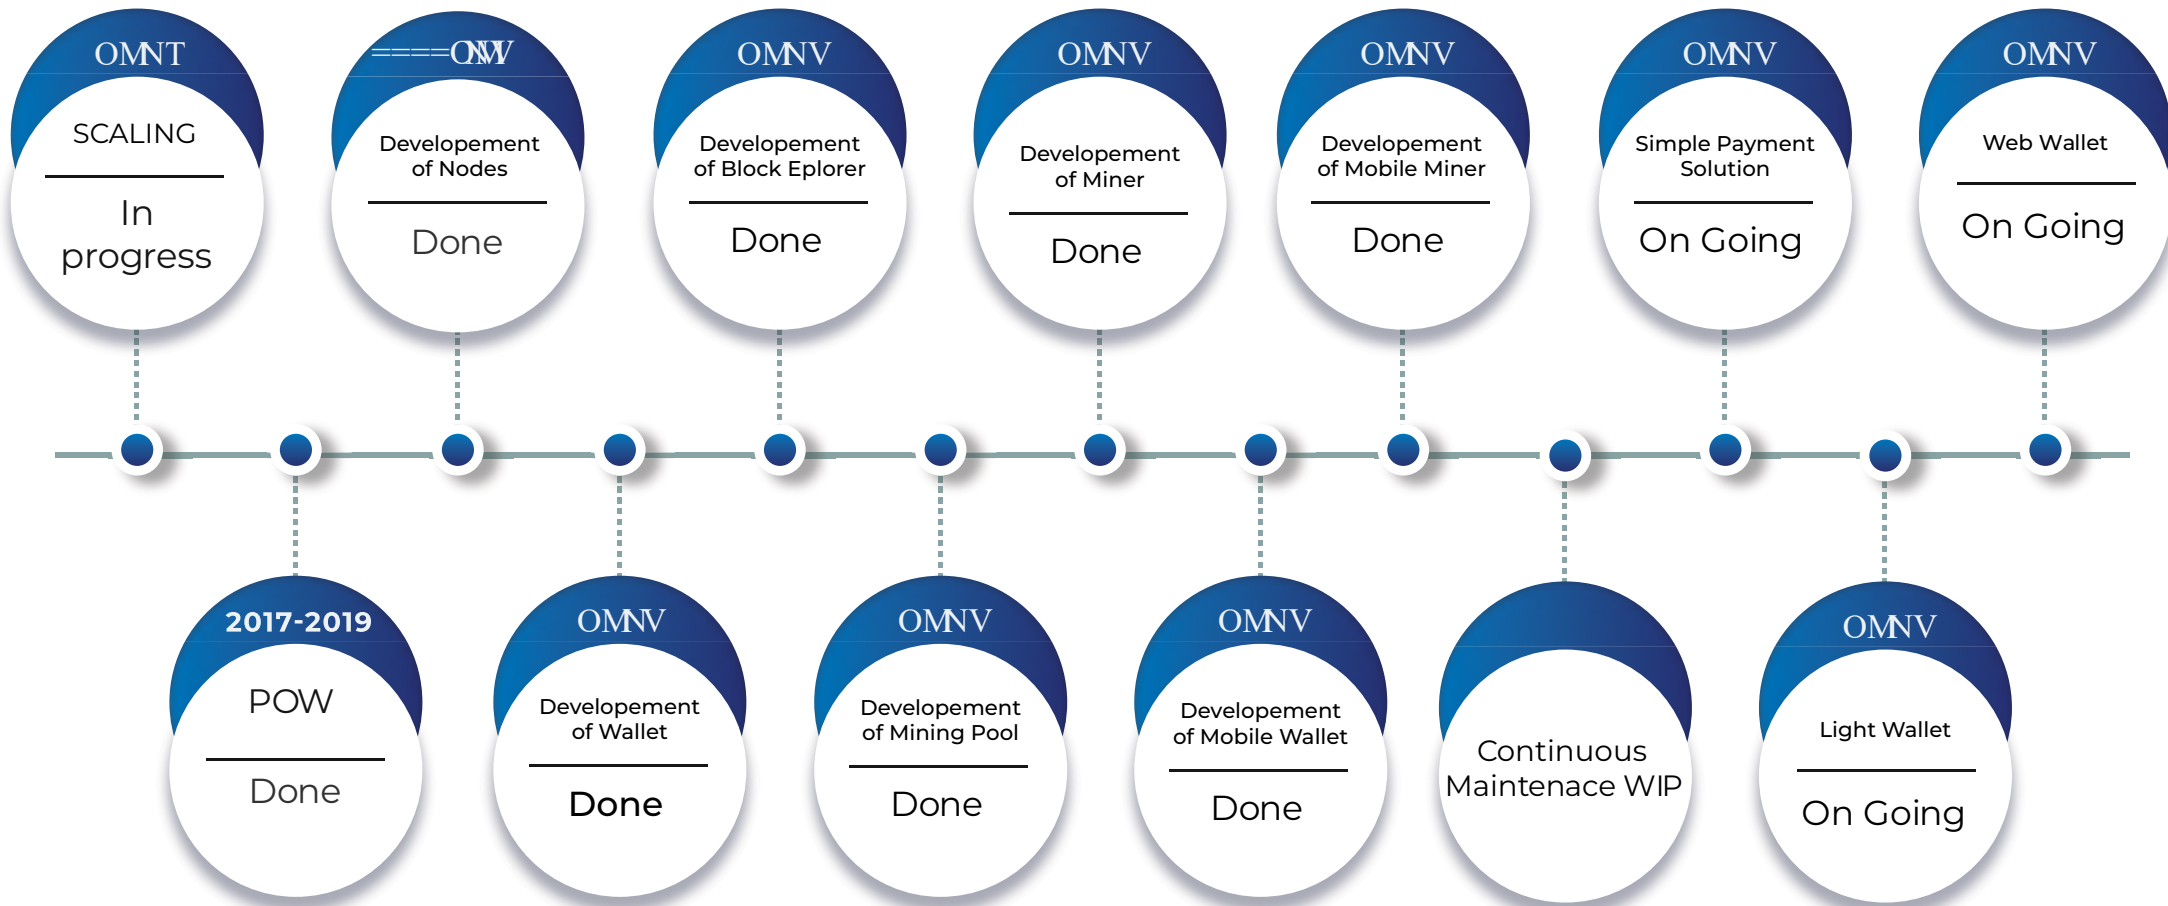 OMNT
SCALING
In
progress
Developement
of Nodes
Done
OMNV
Developement
of Block Eplorer
Done
OMNV
Developement
of Miner
Done
OMNV
Developement
of Mobile Miner
Done
OMNV
Simple Payment
Solution
On Going
OMNV
Web Wallet
On Going
2017-2019
POW
Done
OMNV
Developement
of Wallet
Done
OMNV
Developement
of Mining Pool
Done
OMNV
Developement
of Mobile Wallet
Done
Continuous
Maintenace WIP
OMNV
Light Wallet
On Going